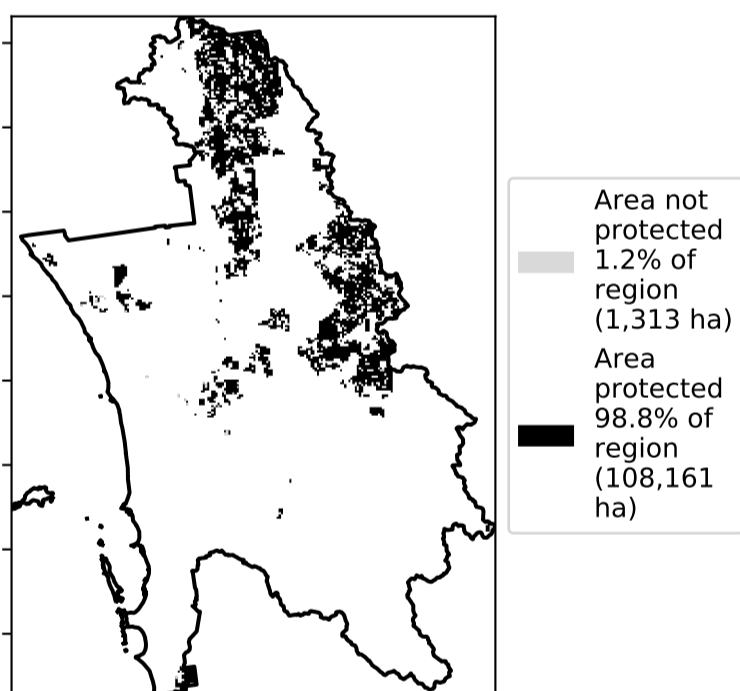 Area not
protected
1.2% of
region
(1,313 ha)
Area
protected
98.8% of
region
(108,161
ha)